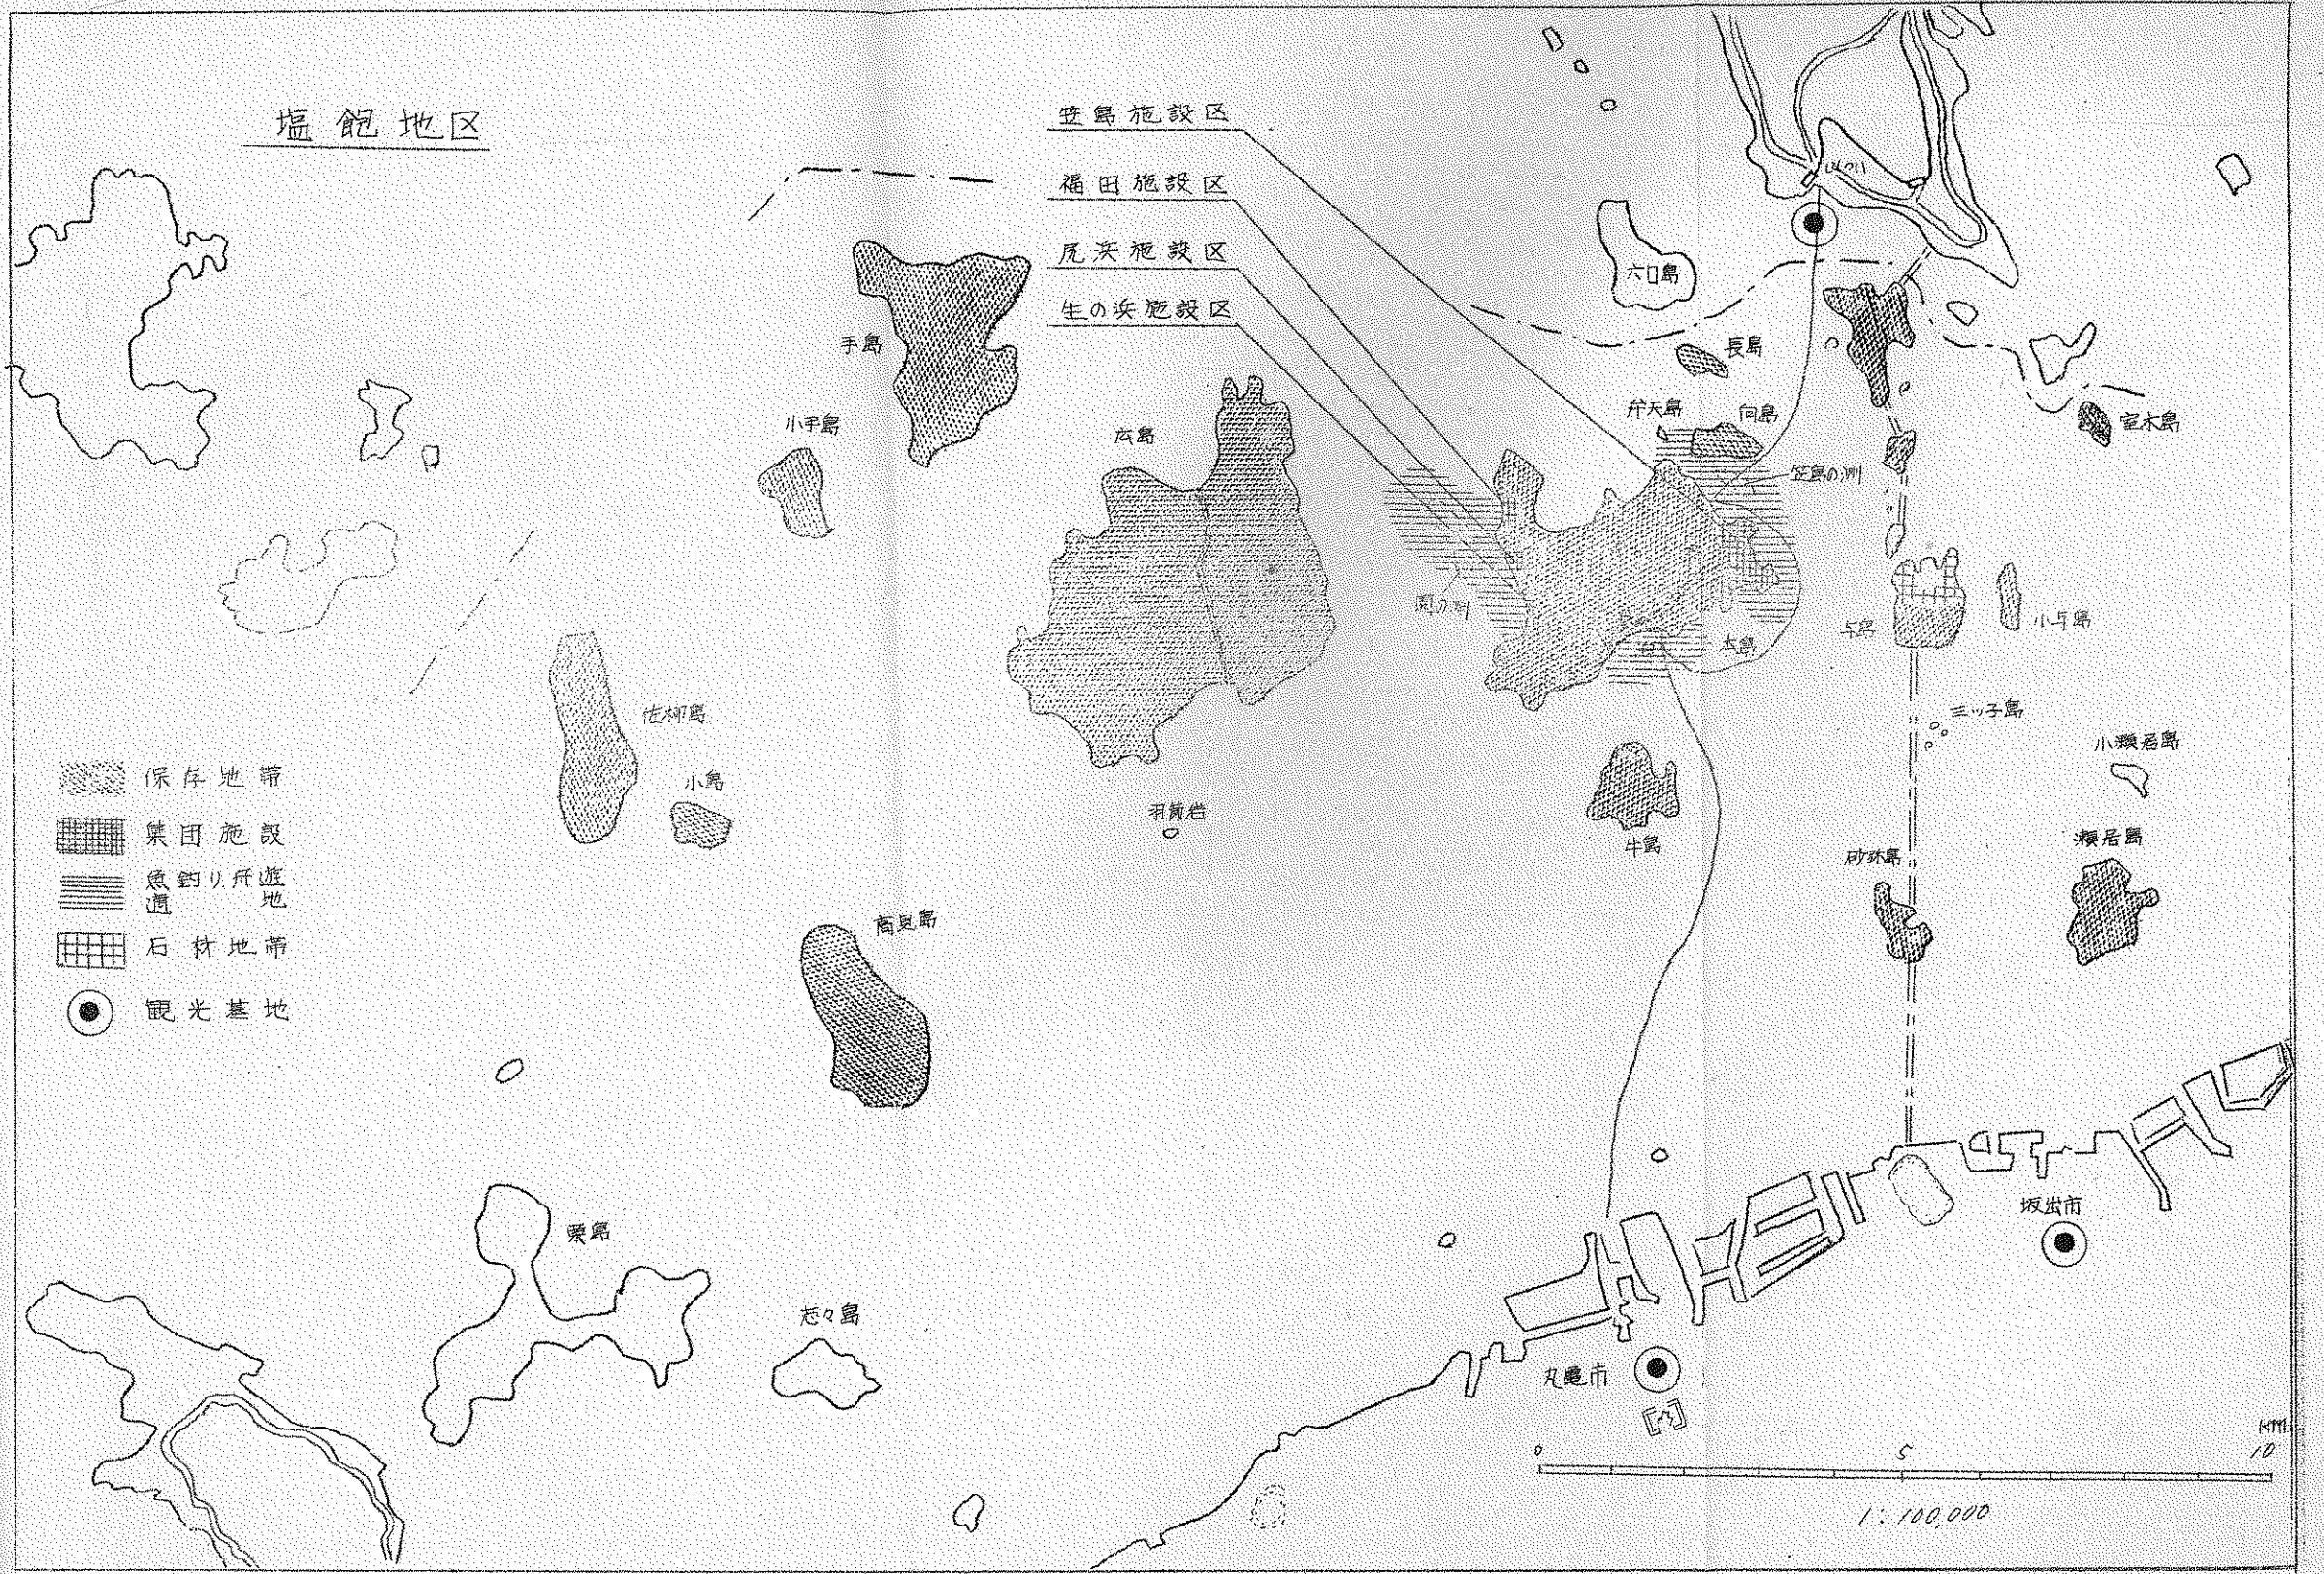 塩飽地区
笠島施設区
福田施設区
尻浜施設区
生の浜施設区
六口島
手島
長島
弁天島
向島
室木島
小手島
広島
笠島の洲
与島
小与島
本島
佐柳島
三ッ子島
小瀬居島
小島
羽節岩
牛島
砂弥島
瀬居島
高見島
保存地帯
集団施設
魚釣り舟遊
適地
石材地帯
観光基地
粟島
志々島
坂出市
丸亀市
KM
0 5 10
1:100,000